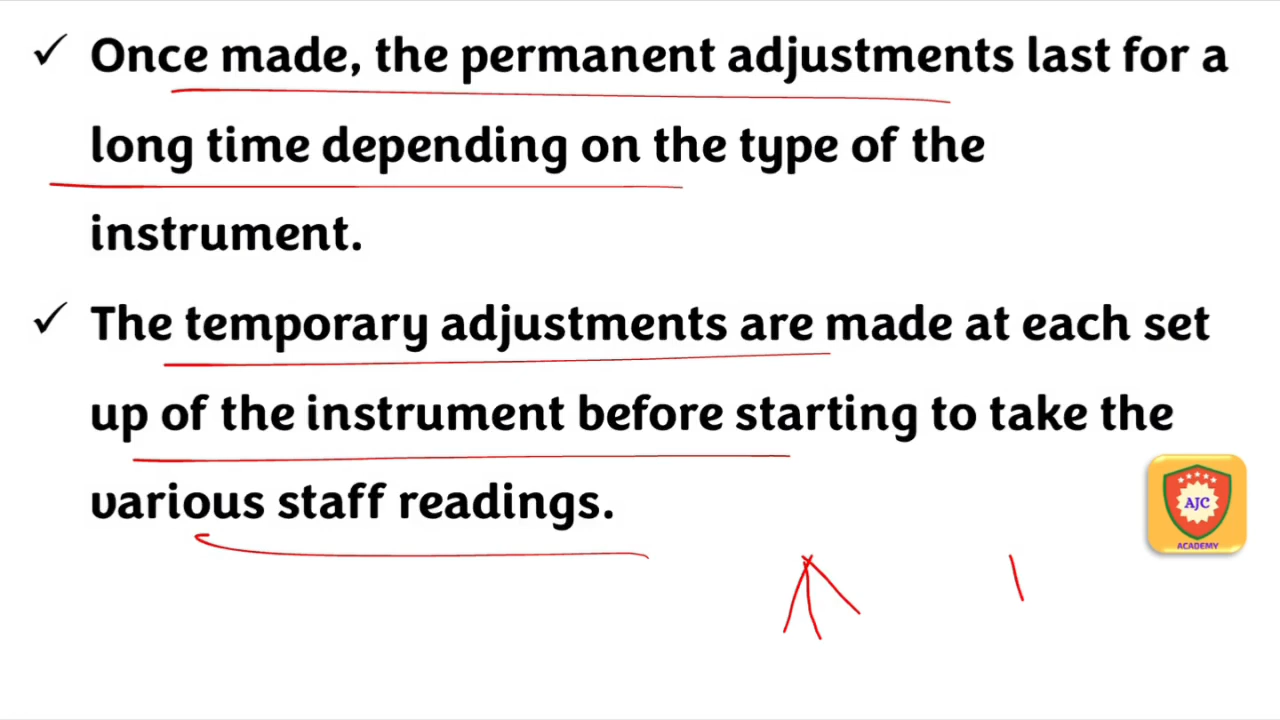 ✓ Once made, the permanent adjustments last for a
long time depending on the type of the
instrument.
✓ The temporary adjustments are made at each set
up of the instrument before starting to take the
various staff readings.
AJC
ACADEMY